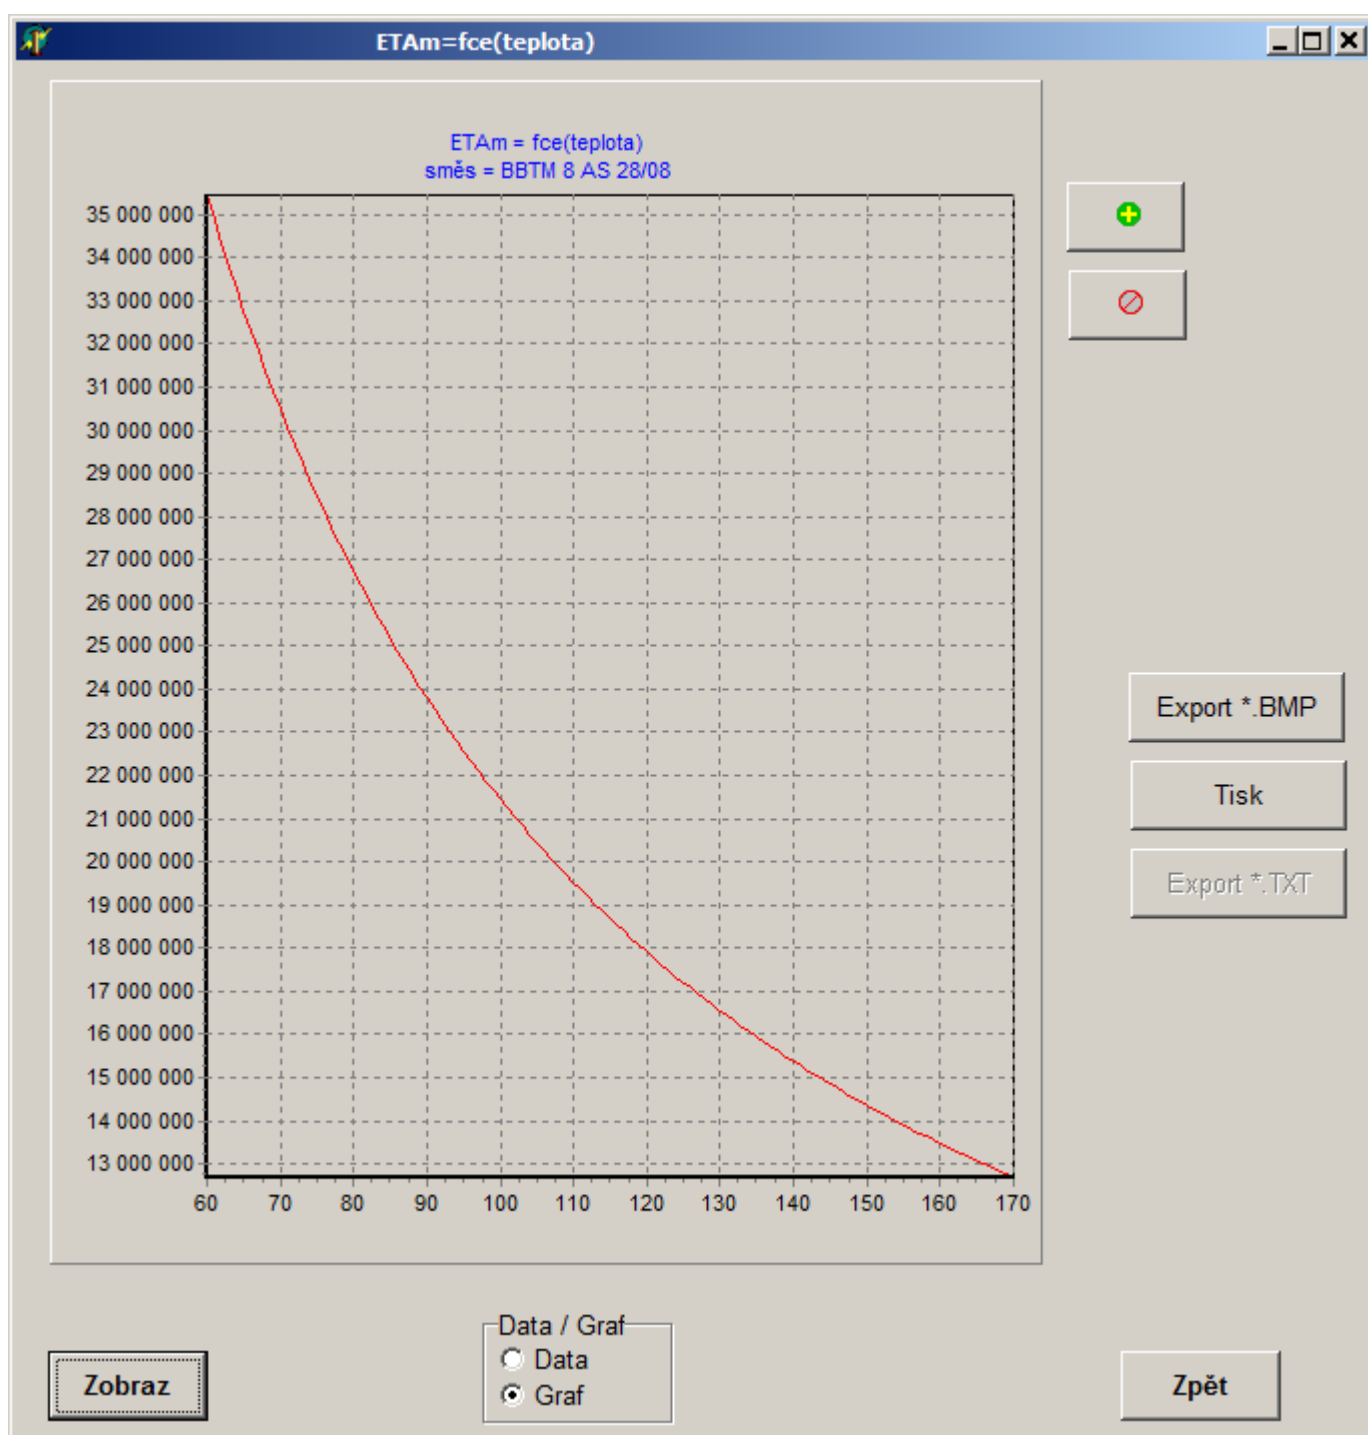 ETAm=fce(teplota)
ETAm = fce(teplota)
směs = BBTM 8 AS 28/08
35 000 000
34 000 000
33 000 000
32 000 000
31 000 000
30 000 000
29 000 000
28 000 000
27 000 000
26 000 000
25 000 000
24 000 000
23 000 000
22 000 000
21 000 000
20 000 000
19 000 000
18 000 000
17 000 000
16 000 000
15 000 000
14 000 000
13 000 000
60 70 80 90 100 110 120 130 140 150 160 170
Export *.BMP
Tisk
Export *.TXT
Data / Graf
Data
Graf
Zobraz
Zpět